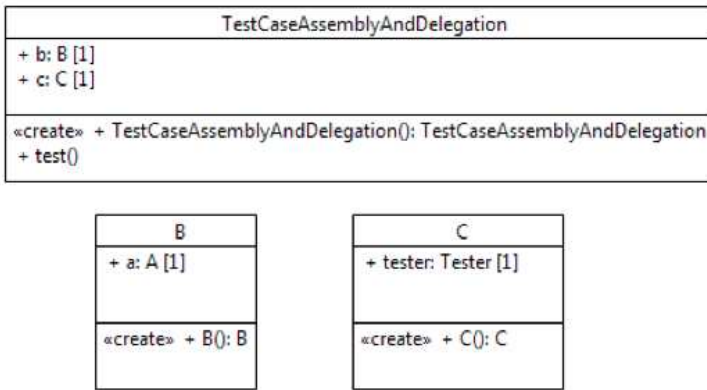 TestCaseAssemblyAndDelegation
+ b: B [1]
+ c: C [1]
«create» + TestCaseAssemblyAndDelegation(): TestCaseAssemblyAndDelegation
+ test()
B
+ a: A [1]
«create» + B(): B
C
+ tester: Tester [1]
«create» + C(): C